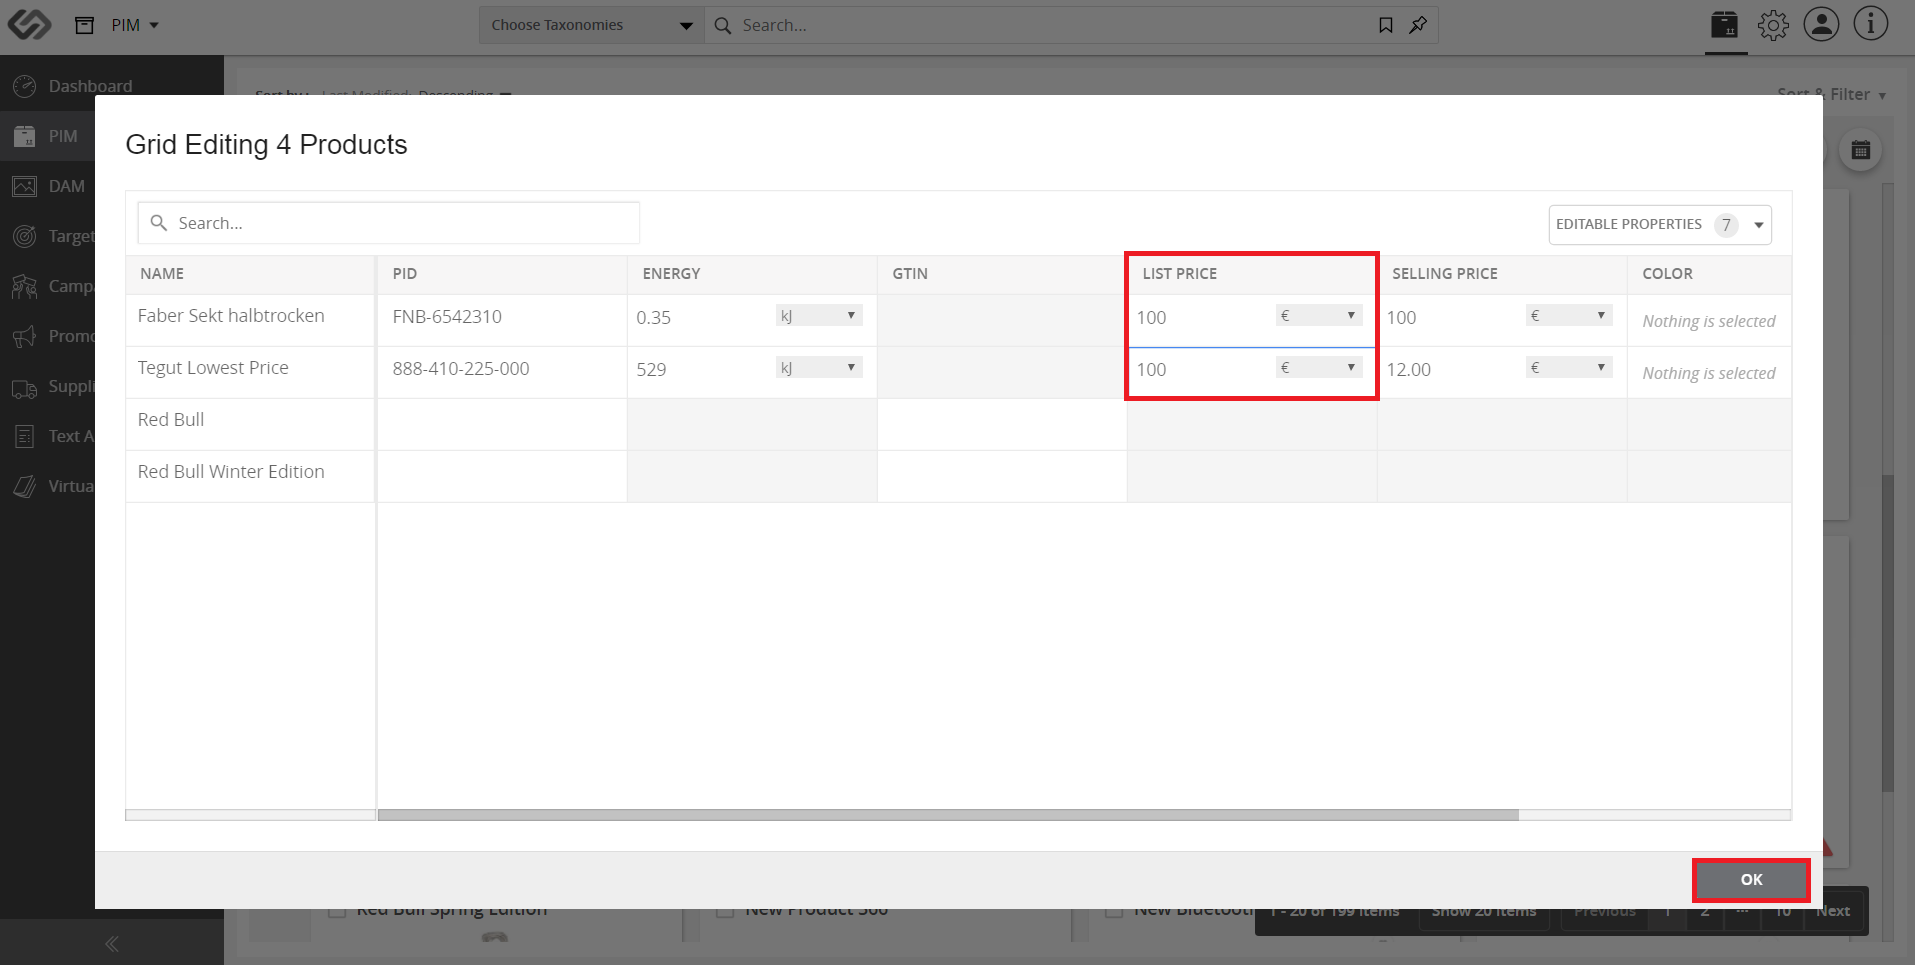 PIM
Choose Taxonomies
Search...
Dashboard
Sort by: Last Modified: Descending
Sort & Filter
PIM
DAM
Target
Campa
Promo
Suppli
Text A
Virtua
Grid Editing 4 Products
Search...
EDITABLE PROPERTIES 7
NAME PID ENERGY GTIN LIST PRICE SELLING PRICE COLOR
Faber Sekt halbtrocken FNB-6542310 0.35 kJ 100 € 100 € Nothing is selected
Tegut Lowest Price 888-410-225-000 529 kJ 100 € 12.00 € Nothing is selected
Red Bull
Red Bull Winter Edition
OK
Red Bull Spring Edition New Product 360 New Bluetooth
1 - 20 of 199 Items Show 20 Items Previous 1 2 ... 10 Next